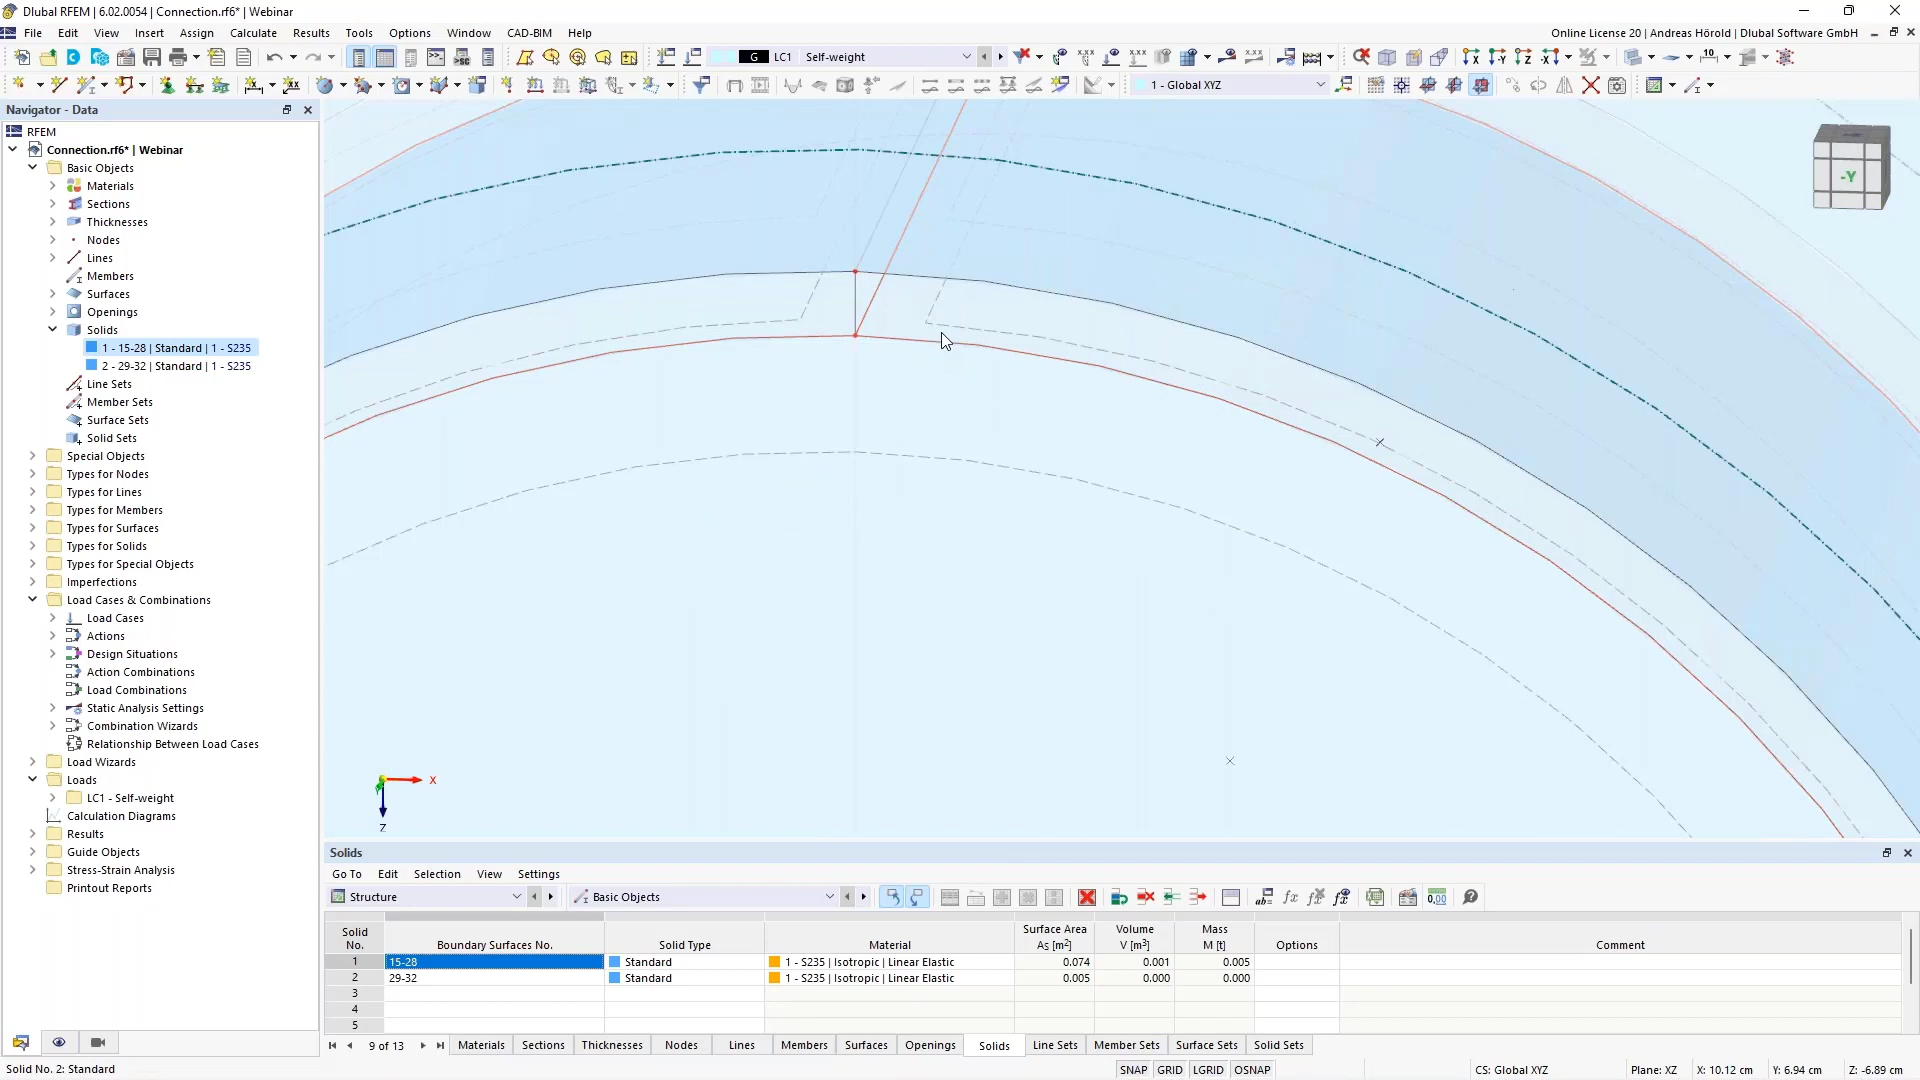 Dlubal RFEM | 6.02.0054 | Connection.rf6* | Webinar
File Edit View Insert Assign Calculate Results Tools Options Window CAD-BIM Help
Online License 20 | Andreas Hörold | Dlubal Software GmbH
G LC1 Self-weight
1 - Global XYZ
Navigator - Data
RFEM
Connection.rf6* | Webinar
Basic Objects
Materials
Sections
Thicknesses
Nodes
Lines
Members
Surfaces
Openings
Solids
1 - 15-28 | Standard | 1 - S235
2 - 29-32 | Standard | 1 - S235
Line Sets
Member Sets
Surface Sets
Solid Sets
Special Objects
Types for Nodes
Types for Lines
Types for Members
Types for Surfaces
Types for Solids
Types for Special Objects
Imperfections
Load Cases & Combinations
Load Cases
Actions
Design Situations
Action Combinations
Load Combinations
Static Analysis Settings
Combination Wizards
Relationship Between Load Cases
Load Wizards
Loads
LC1 - Self-weight
Calculation Diagrams
Results
Guide Objects
Stress-Strain Analysis
Printout Reports
-Y
X
Z
Solids
Go To Edit Selection View Settings
Structure Basic Objects
Solid No. Boundary Surfaces No. Solid Type Material Surface Area As [m²] Volume V [m³] Mass M [t] Options Comment
1 15-28 Standard 1 - S235 | Isotropic | Linear Elastic 0.074 0.001 0.005
2 29-32 Standard 1 - S235 | Isotropic | Linear Elastic 0.005 0.000 0.000
3
4
5
9 of 13 Materials Sections Thicknesses Nodes Lines Members Surfaces Openings Solids Line Sets Member Sets Surface Sets Solid Sets
Solid No. 2: Standard SNAP GRID LGRID OSNAP CS: Global XYZ Plane: XZ X: 10.12 cm Y: 6.94 cm Z: -6.89 cm